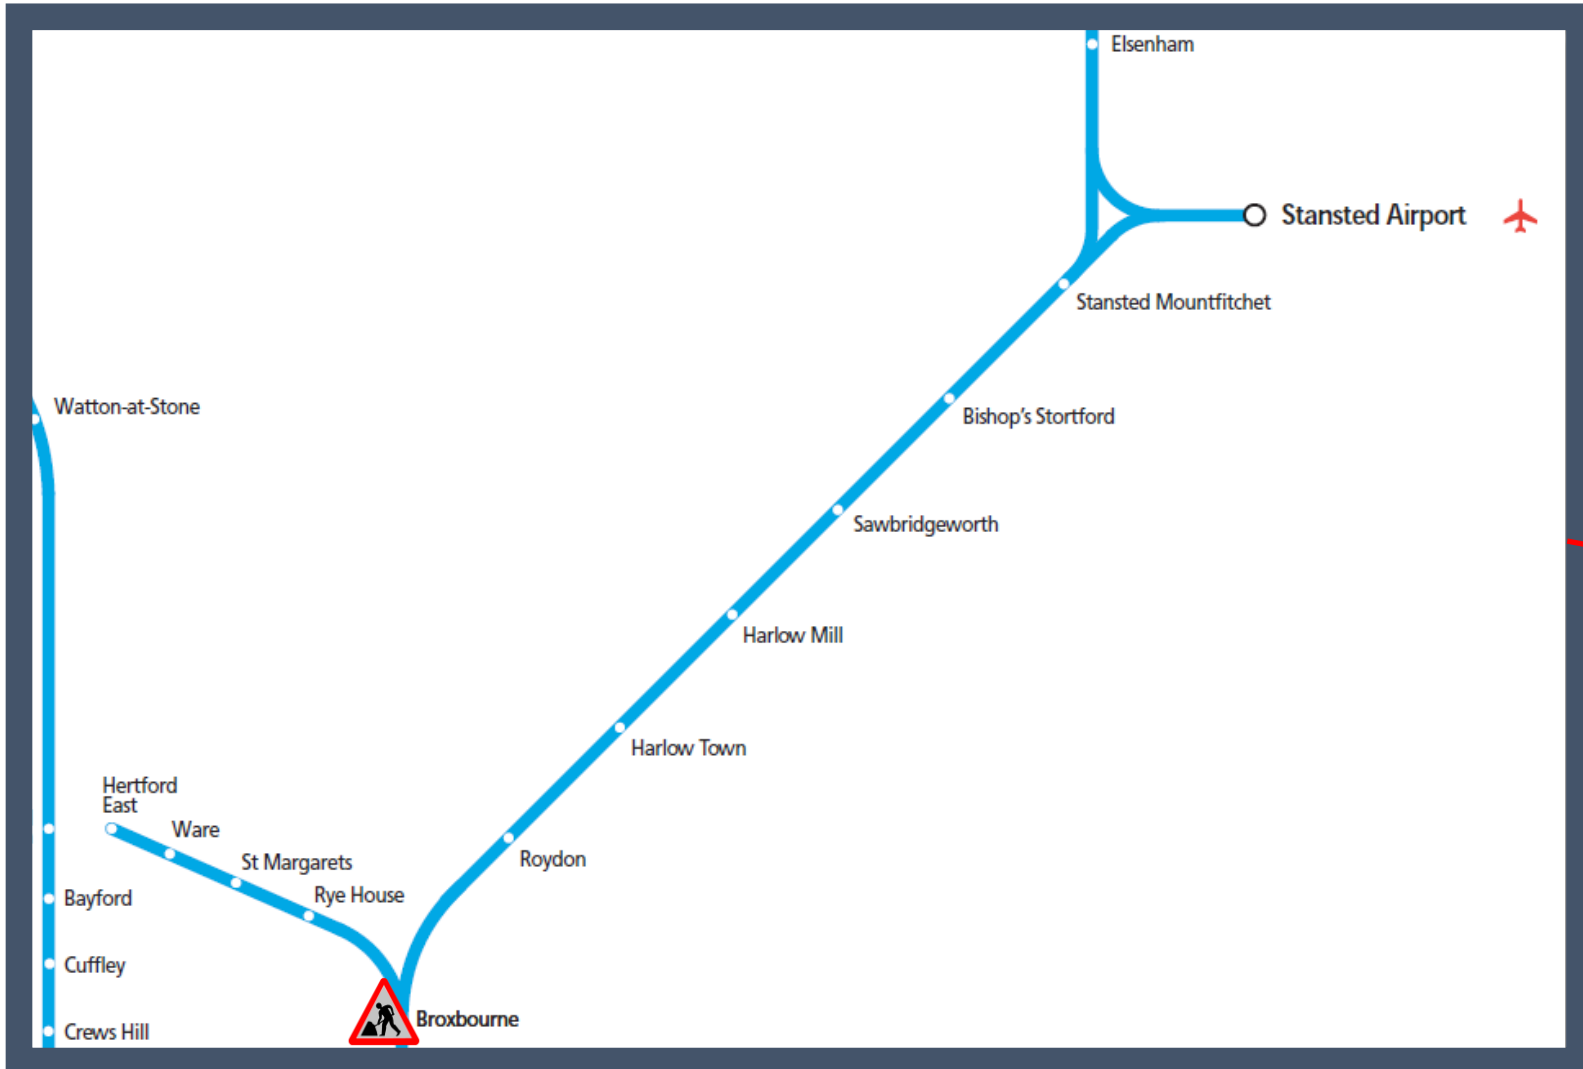 Elsenham
Stansted Airport
Stansted Mountfitchet
Watton-at-Stone
Bishop's Stortford
Sawbridgeworth
Harlow Mill
Harlow Town
Hertford
East
Ware
St Margarets
Roydon
Rye House
Bayford
Cuffley
Broxbourne
Crews Hill